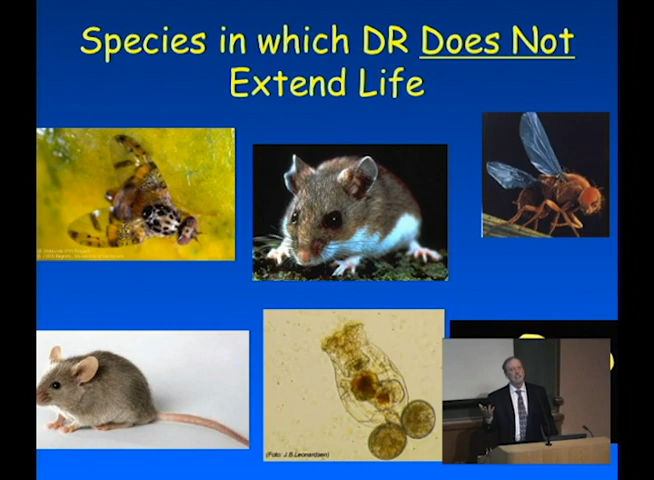 Species in which DR Does Not
Extend Life
(Foto: J.B.Leonardsen)